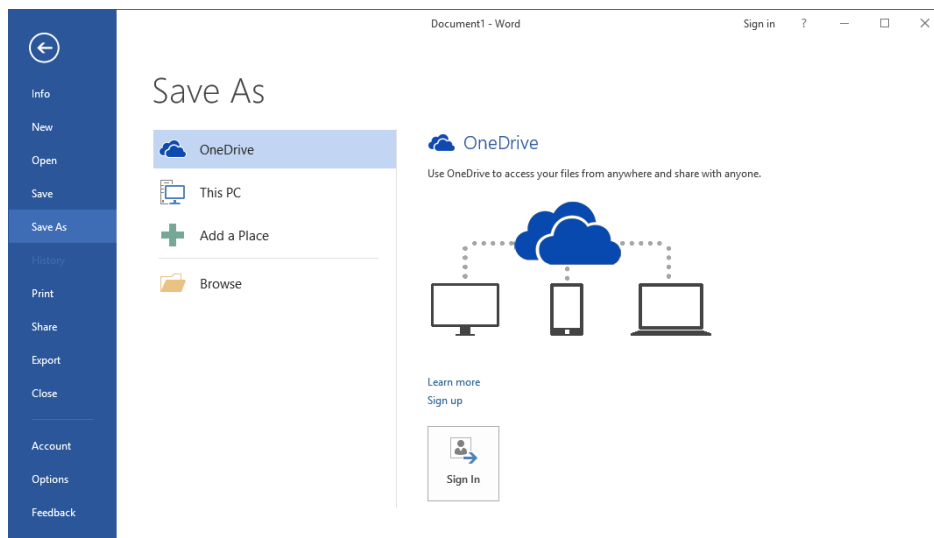 Document1 - Word
Sign in
?
Info
New
Open
Save
Save As
History
Print
Share
Export
Close
Account
Options
Feedback
Save As
OneDrive
This PC
Add a Place
Browse
OneDrive
Use OneDrive to access your files from anywhere and share with anyone.
Learn more
Sign up
Sign In